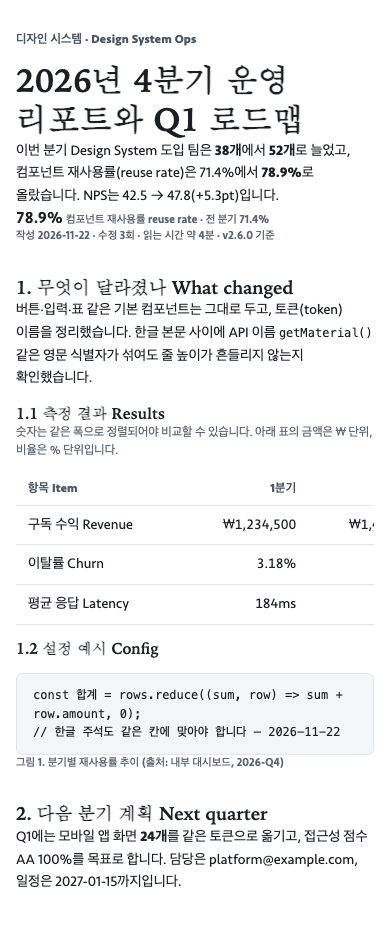 디자인 시스템 · Design System Ops
2026년 4분기 운영
리포트와 Q1 로드맵
이번 분기 Design System 도입 팀은 38개에서 52개로 늘었고,
컴포넌트 재사용률(reuse rate)은 71.4%에서 78.9%로
올랐습니다. NPS는 42.5 → 47.8(+5.3pt)입니다.
78.9% 컴포넌트 재사용률 reuse rate · 전 분기 71.4%
작성 2026-11-22 · 수정 3회 · 읽는 시간 약 4분 · v2.6.0 기준
1. 무엇이 달라졌나 What changed
버튼·입력·표 같은 기본 컴포넌트는 그대로 두고, 토큰(token)
이름을 정리했습니다. 한글 본문 사이에 API 이름 getMaterial()
같은 영문 식별자가 섞여도 줄 높이가 흔들리지 않는지
확인했습니다.
1.1 측정 결과 Results
숫자는 같은 폭으로 정렬되어야 비교할 수 있습니다. 아래 표의 금액은 ₩ 단위,
비율은 % 단위입니다.
항목 Item 1분기
구독 수익 Revenue ₩1,234,500 ₩1,4
이탈률 Churn 3.18%
평균 응답 Latency 184ms
1.2 설정 예시 Config
const 합계 = rows.reduce((sum, row) => sum +
row.amount, 0);
// 한글 주석도 같은 칸에 맞아야 합니다 — 2026-11-22
그림 1. 분기별 재사용률 추이 (출처: 내부 대시보드, 2026-Q4)
2. 다음 분기 계획 Next quarter
Q1에는 모바일 앱 화면 24개를 같은 토큰으로 옮기고, 접근성 점수
AA 100%를 목표로 합니다. 담당은 platform@example.com,
일정은 2027-01-15까지입니다.